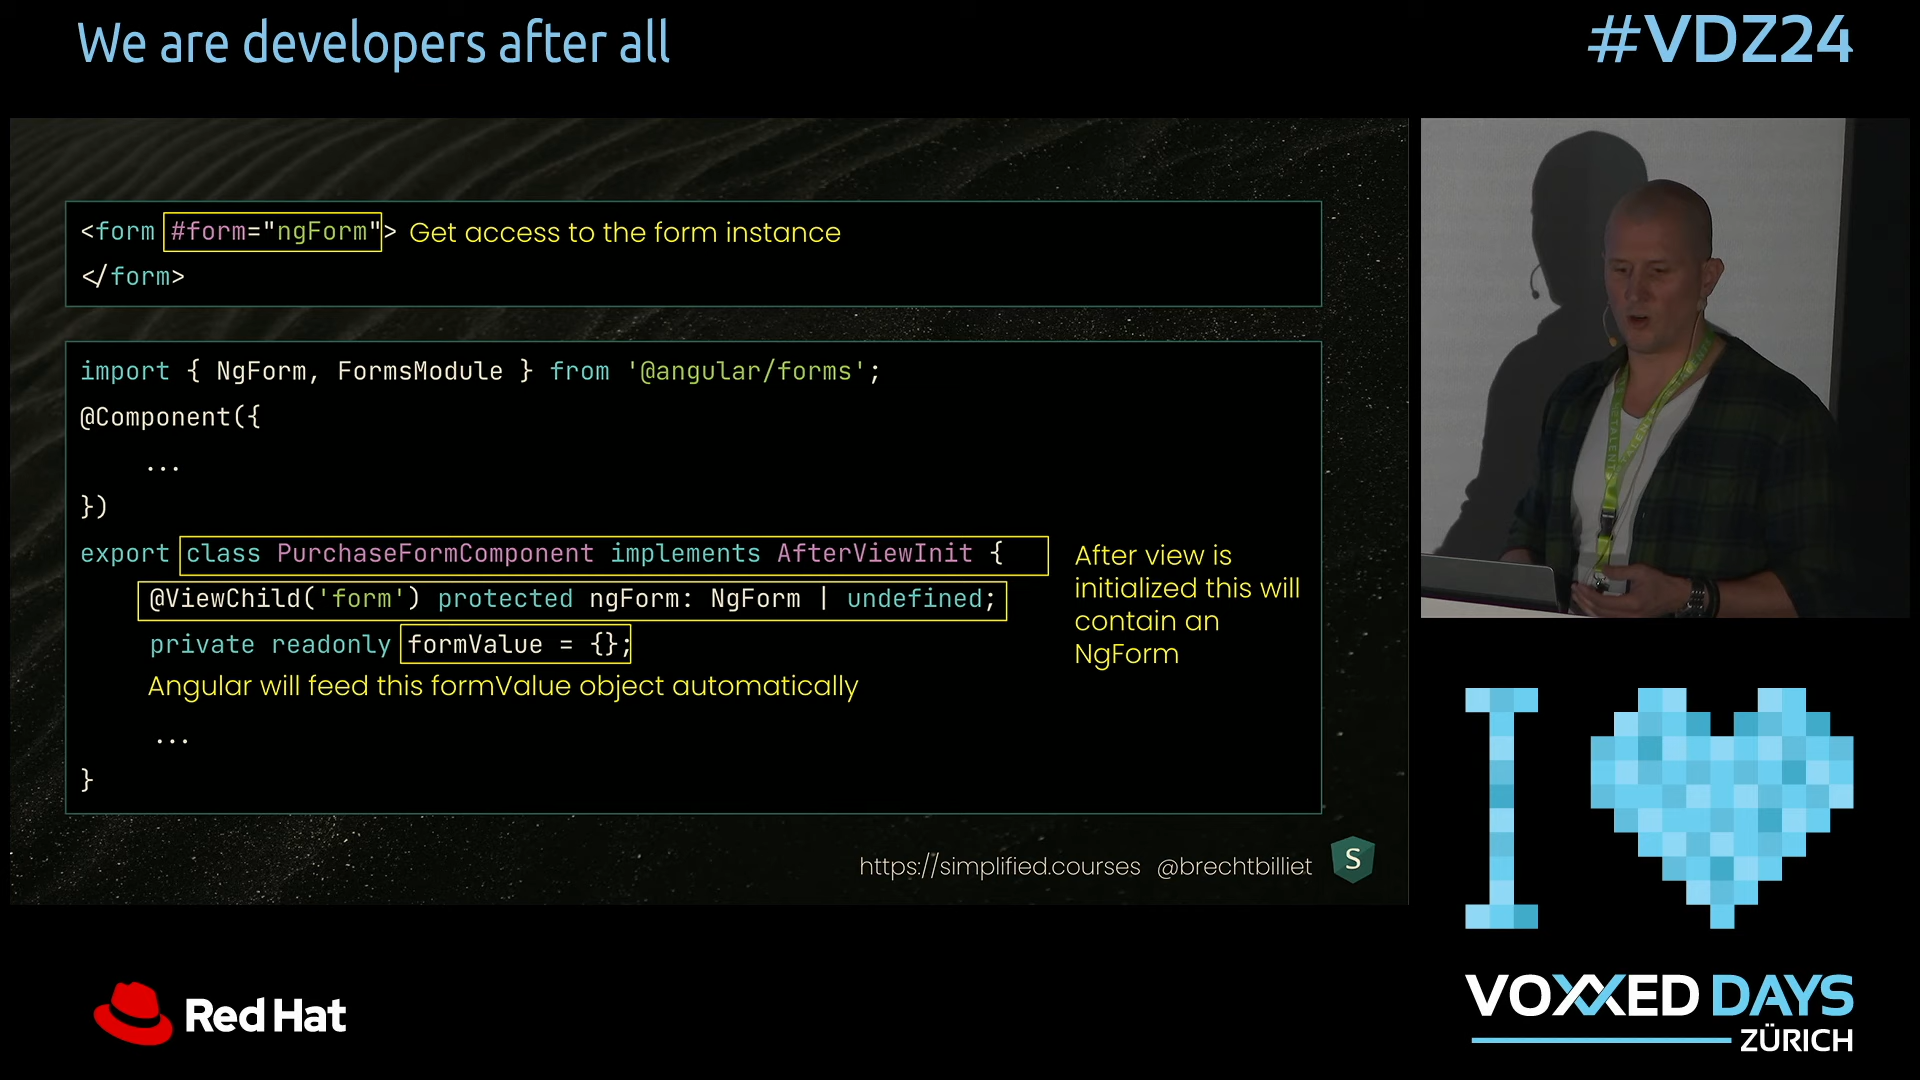 We are developers after all
#VDZ24
<form #form="ngForm"> Get access to the form instance
</form>
import { NgForm, FormsModule } from '@angular/forms';
@Component({
...
})
export class PurchaseFormComponent implements AfterViewInit {
@ViewChild('form') protected ngForm: NgForm | undefined;
private readonly formValue = {};
Angular will feed this formValue object automatically
...
}
After view is
initialized this will
contain an
NgForm
https://simplified.courses @brechtbilliet
S
I
Red Hat
VOXXED DAYS
ZÜRICH